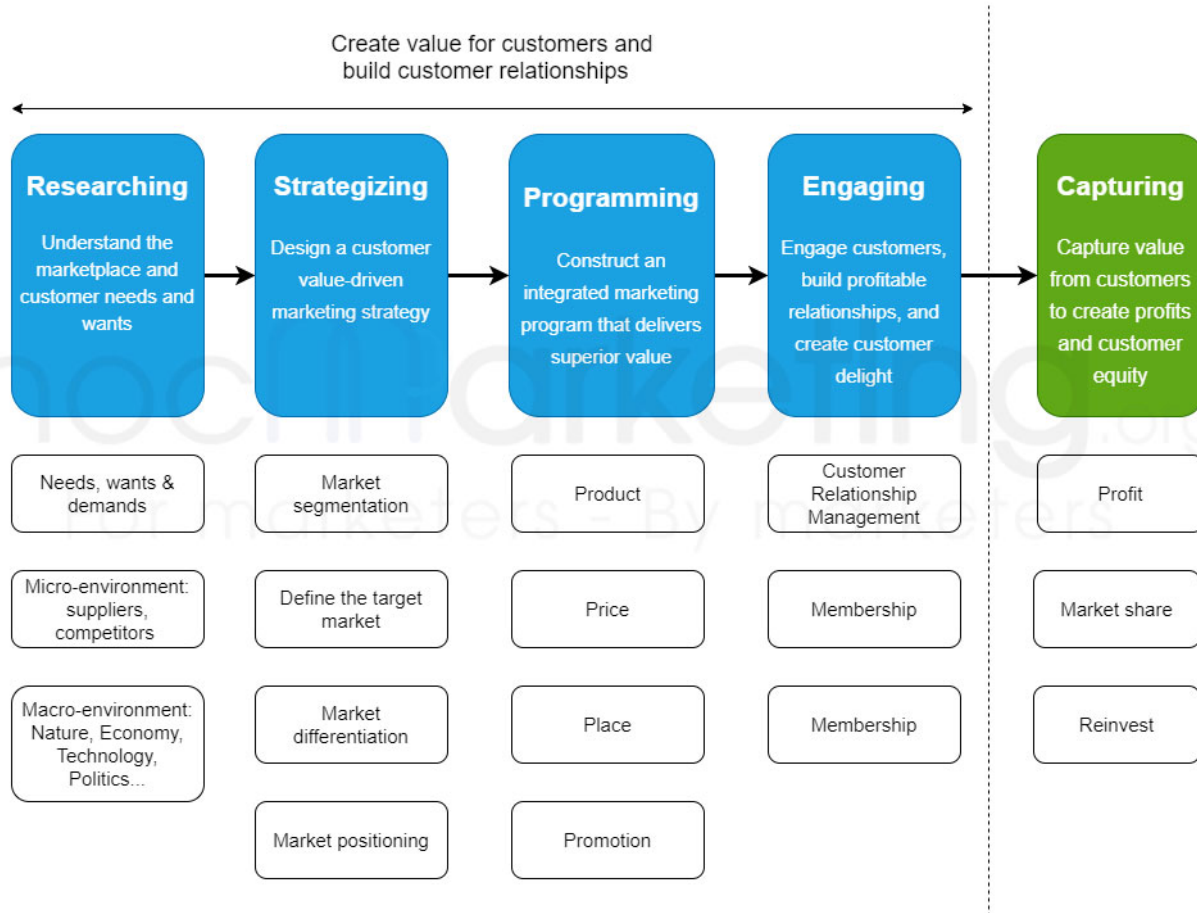 Create value for customers and
build customer relationships
Researching
Understand the
marketplace and
customer needs and
wants
Strategizing
Design a customer
value-driven
marketing strategy
Programming
Construct an
integrated marketing
program that delivers
superior value
Engaging
Engage customers,
build profitable
relationships, and
create customer
delight
Capturing
Capture value
from customers
to create profits
and customer
equity
Needs, wants &
demands
Micro-environment:
suppliers,
competitors
Macro-environment:
Nature, Economy,
Technology,
Politics...
Market
segmentation
Define the target
market
Market
differentiation
Market positioning
Product
Price
Place
Promotion
Customer
Relationship
Management
Membership
Membership
Profit
Market share
Reinvest
For marketers - By marketers